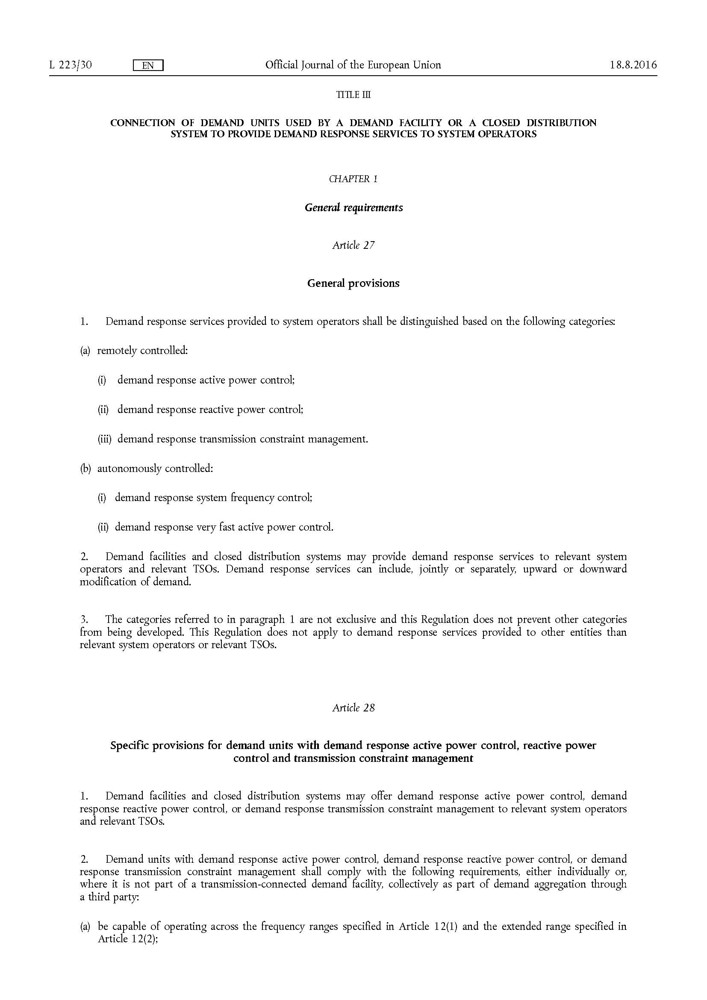 L 223/30 EN Official Journal of the European Union 18.8.2016
TITLE III
CONNECTION OF DEMAND UNITS USED BY A DEMAND FACILITY OR A CLOSED DISTRIBUTION
SYSTEM TO PROVIDE DEMAND RESPONSE SERVICES TO SYSTEM OPERATORS
CHAPTER 1
General requirements
Article 27
General provisions
1. Demand response services provided to system operators shall be distinguished based on the following categories:
(a) remotely controlled:
(i) demand response active power control;
(ii) demand response reactive power control;
(iii) demand response transmission constraint management.
(b) autonomously controlled:
(i) demand response system frequency control;
(ii) demand response very fast active power control.
2. Demand facilities and closed distribution systems may provide demand response services to relevant system
operators and relevant TSOs. Demand response services can include, jointly or separately, upward or downward
modification of demand.
3. The categories referred to in paragraph 1 are not exclusive and this Regulation does not prevent other categories
from being developed. This Regulation does not apply to demand response services provided to other entities than
relevant system operators or relevant TSOs.
Article 28
Specific provisions for demand units with demand response active power control, reactive power
control and transmission constraint management
1. Demand facilities and closed distribution systems may offer demand response active power control, demand
response reactive power control, or demand response transmission constraint management to relevant system operators
and relevant TSOs.
2. Demand units with demand response active power control, demand response reactive power control, or demand
response transmission constraint management shall comply with the following requirements, either individually or,
where it is not part of a transmission-connected demand facility, collectively as part of demand aggregation through
a third party:
(a) be capable of operating across the frequency ranges specified in Article 12(1) and the extended range specified in
Article 12(2);